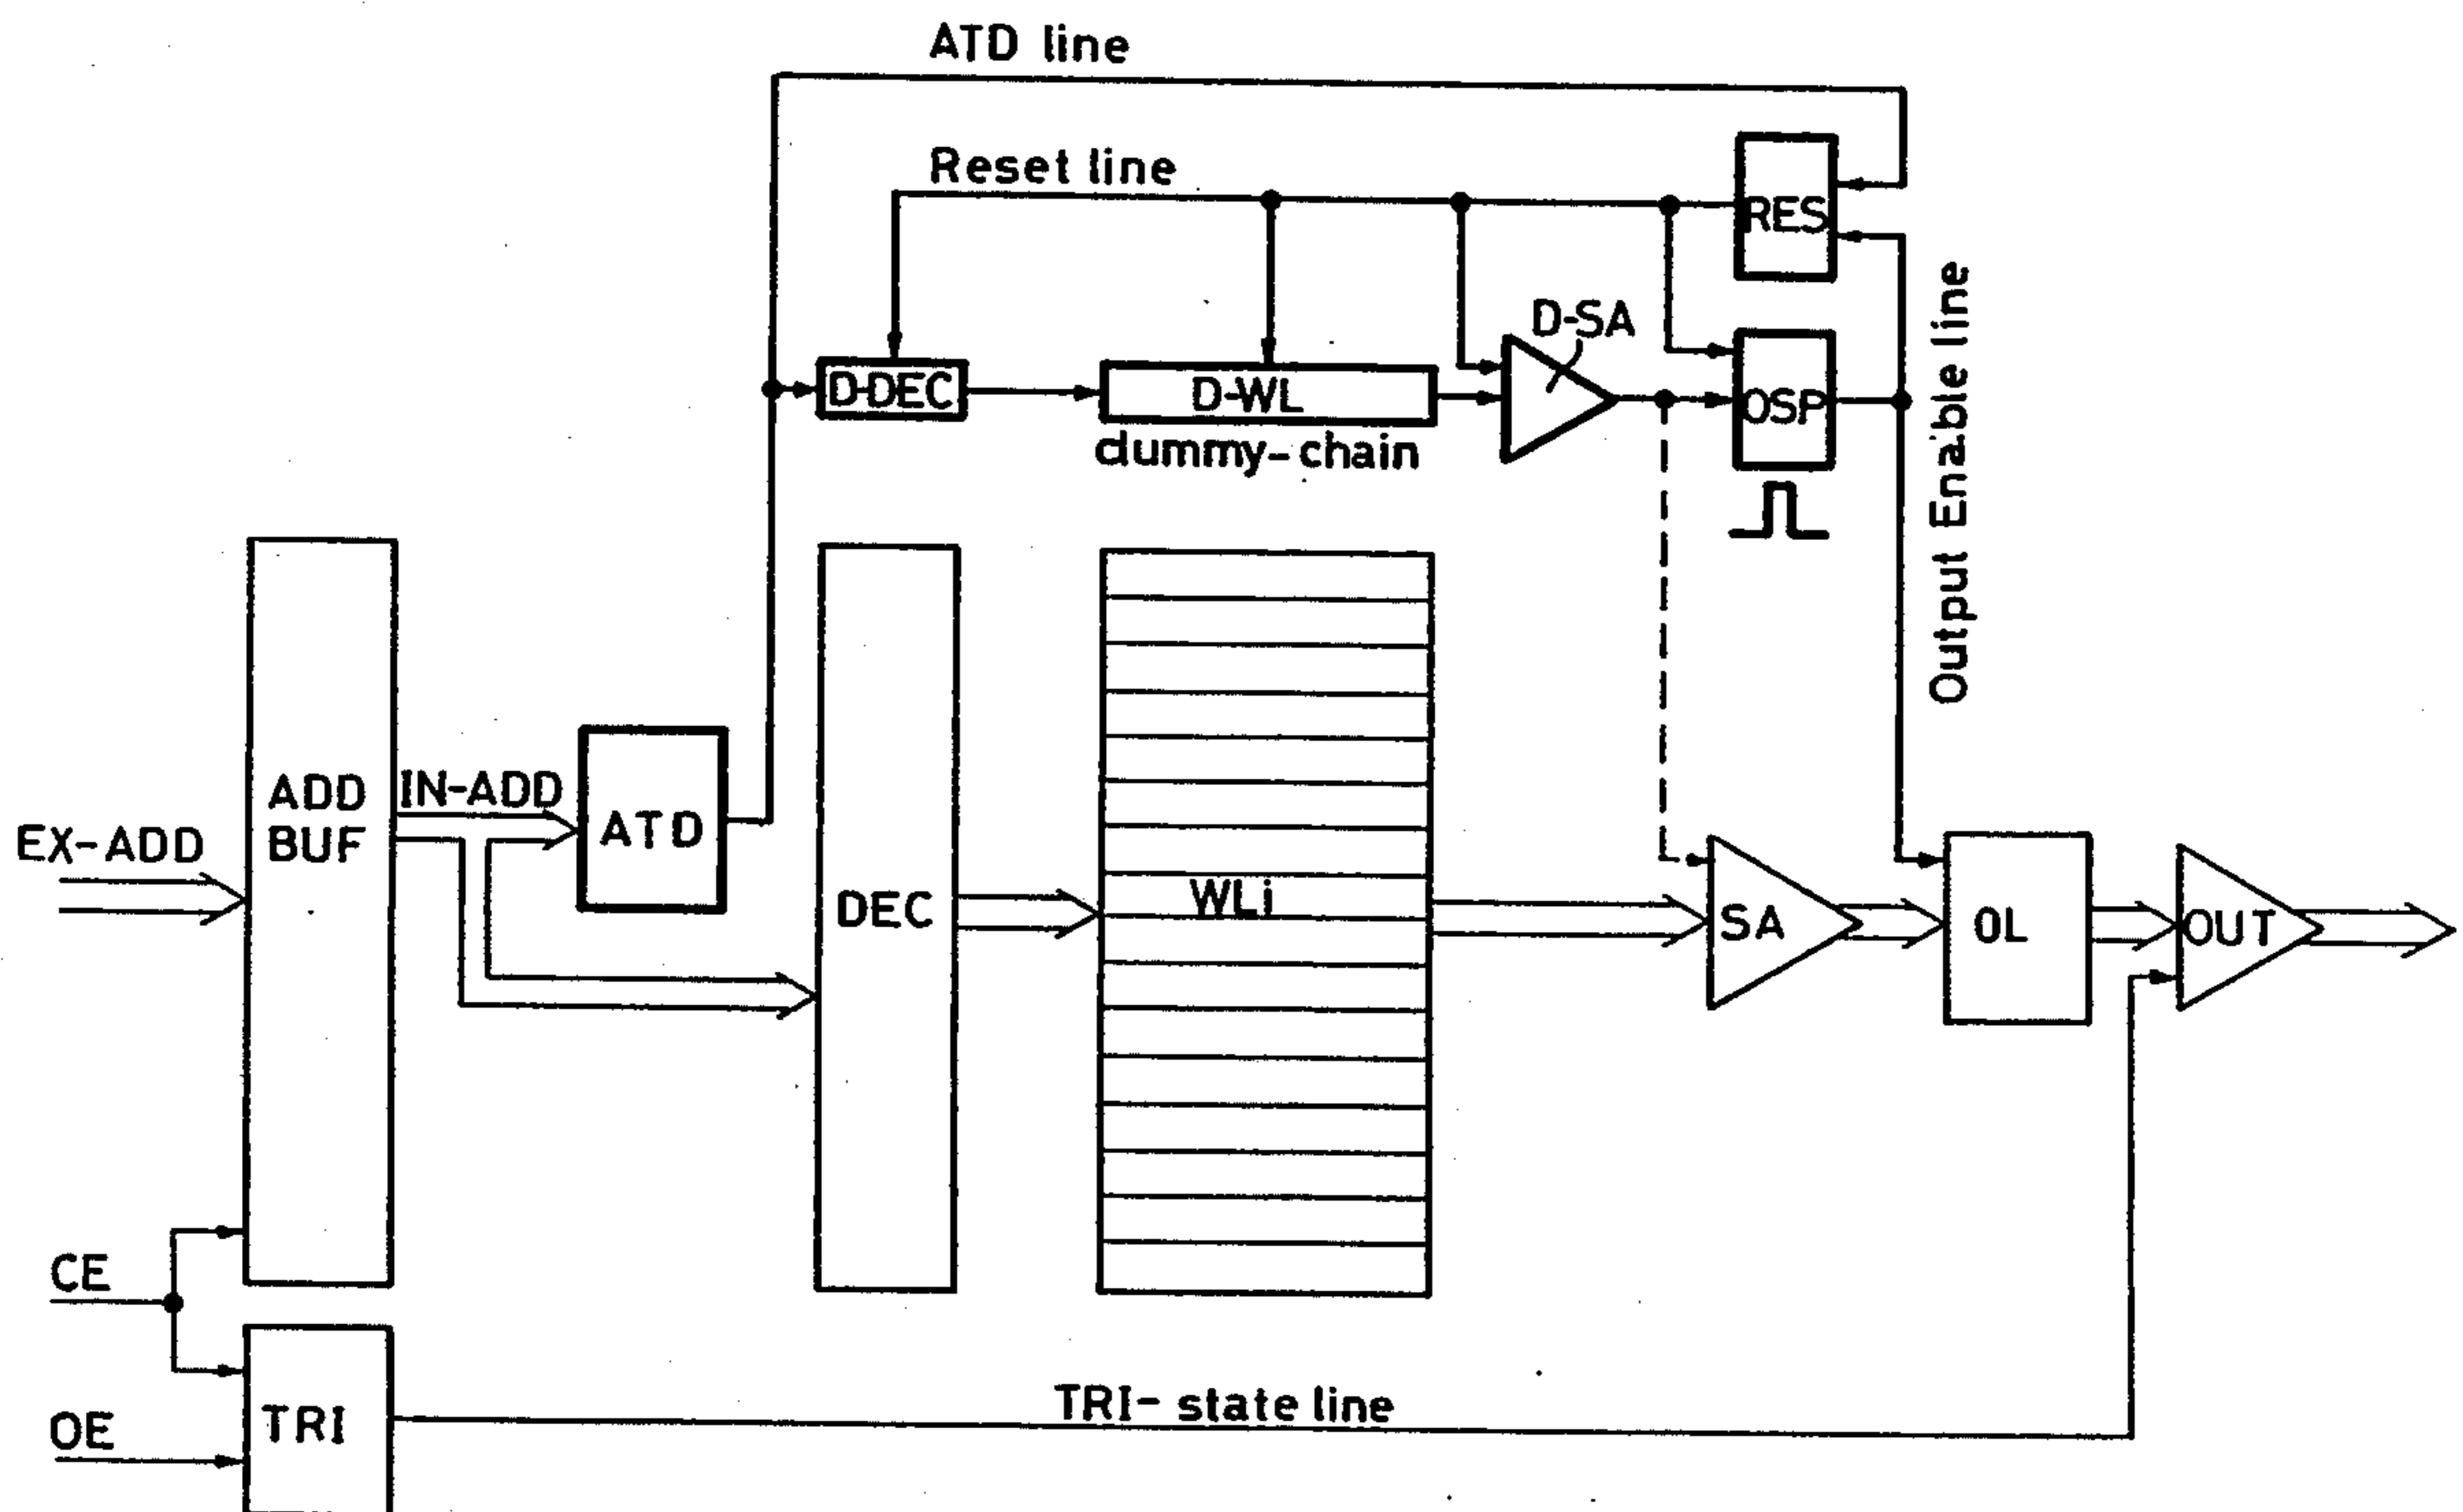 ATD line
Reset line
RES
D-SA
D-DEC
D-WL
OSP
dummy-chain
Output Enable line
ADD
BUF
IN-ADD
ATD
EX-ADD
DEC
WLi
SA
OL
OUT
CE
TRI-state line
TRI
OE